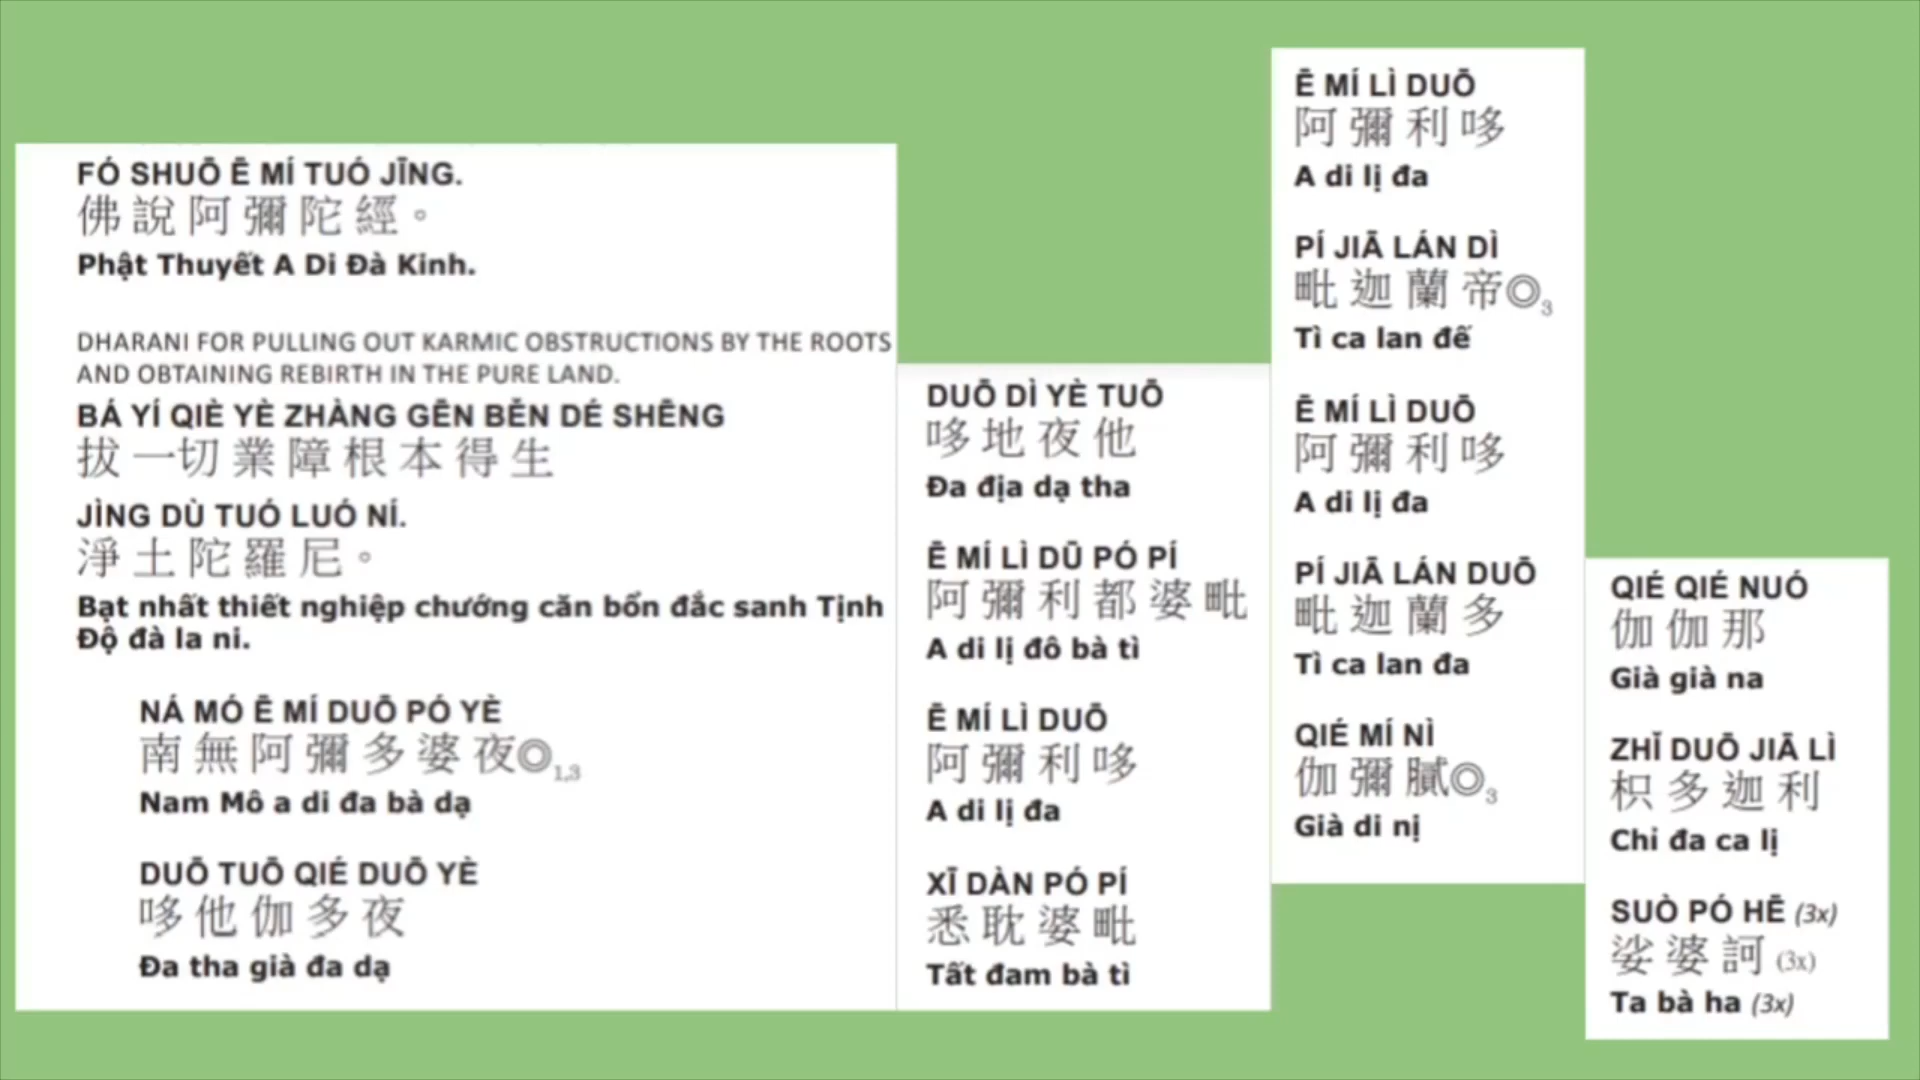 FÓ SHUŌ Ē MÍ TUÓ JĪNG.
佛說阿彌陀經。
Phật Thuyết A Di Đà Kinh.
DHARANI FOR PULLING OUT KARMIC OBSTRUCTIONS BY THE ROOTS
AND OBTAINING REBIRTH IN THE PURE LAND.
BÁ YÍ QIÈ YÈ ZHÀNG GĒN BĚN DÉ SHĒNG
拔一切業障根本得生
JÌNG DÙ TUÓ LUÓ NÍ.
淨土陀羅尼。
Bạt nhất thiết nghiệp chướng căn bổn đắc sanh Tịnh
Độ đà la ni.
NÁ MÓ Ē MÍ DUŌ PÓ YÈ
南無阿彌多婆夜◎1,3
Nam Mô a di đa bà dạ
DUŌ TUŌ QIÉ DUŌ YÈ
哆他伽多夜
Đa tha già đa dạ
DUŌ DÌ YÈ TUŌ
哆地夜他
Đa địa dạ tha
Ē MÍ LÌ DŪ PÓ PÍ
阿彌利都婆毗
A di lị đô bà tì
Ē MÍ LÌ DUŌ
阿彌利哆
A di lị đa
XĪ DÀN PÓ PÍ
悉耽婆毗
Tất đam bà tì
Ē MÍ LÌ DUŌ
阿彌利哆
A di lị đa
PÍ JIĀ LÁN DÌ
毗迦蘭帝◎3
Tì ca lan đế
Ē MÍ LÌ DUŌ
阿彌利哆
A di lị đa
PÍ JIĀ LÁN DUŌ
毗迦蘭多
Tì ca lan đa
QIÉ MÍ NÌ
伽彌膩◎3
Già di nị
QIÉ QIÉ NUÓ
伽伽那
Già già na
ZHǏ DUŌ JIĀ LÌ
枳多迦利
Chỉ đa ca lị
SUÒ PÓ HĒ (3x)
娑婆訶 (3x)
Ta bà ha (3x)